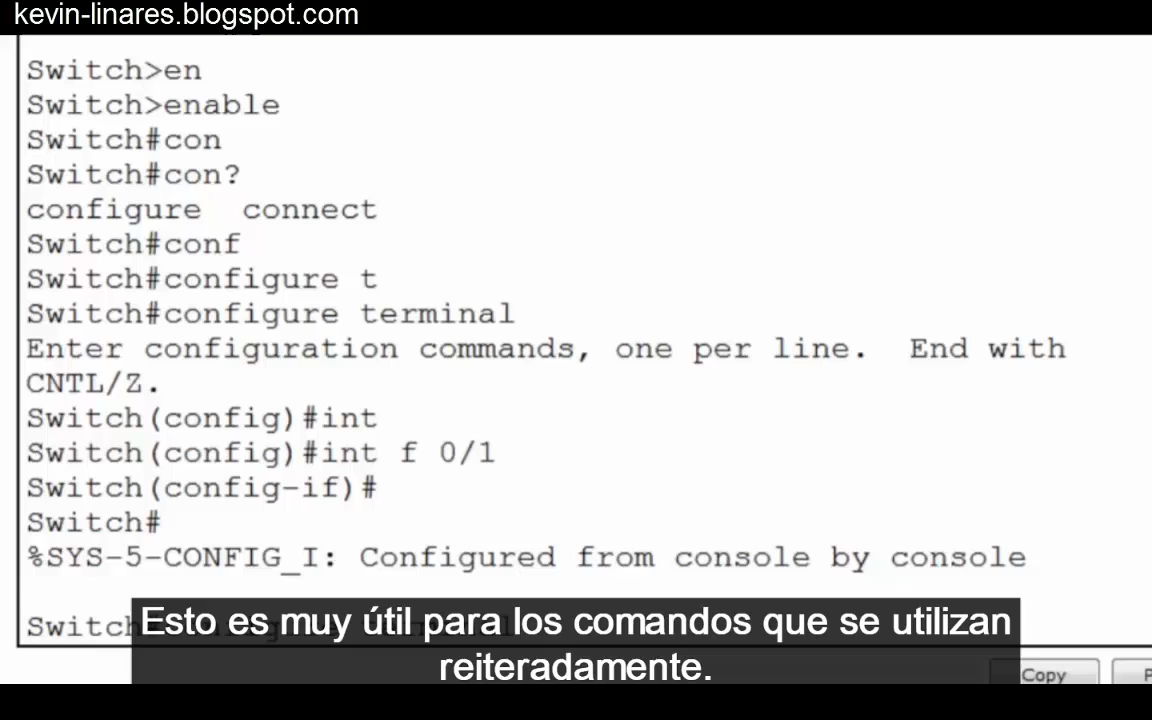 kevin-linares.blogspot.com
Switch>en
Switch>enable
Switch#con
Switch#con?
configure connect
Switch#conf
Switch#configure t
Switch#configure terminal
Enter configuration commands, one per line. End with
CNTL/Z.
Switch(config)#int
Switch(config)#int f 0/1
Switch(config-if)#
Switch#
%SYS-5-CONFIG_I: Configured from console by console
Switch
Esto es muy útil para los comandos que se utilizan
reiteradamente.
Copy